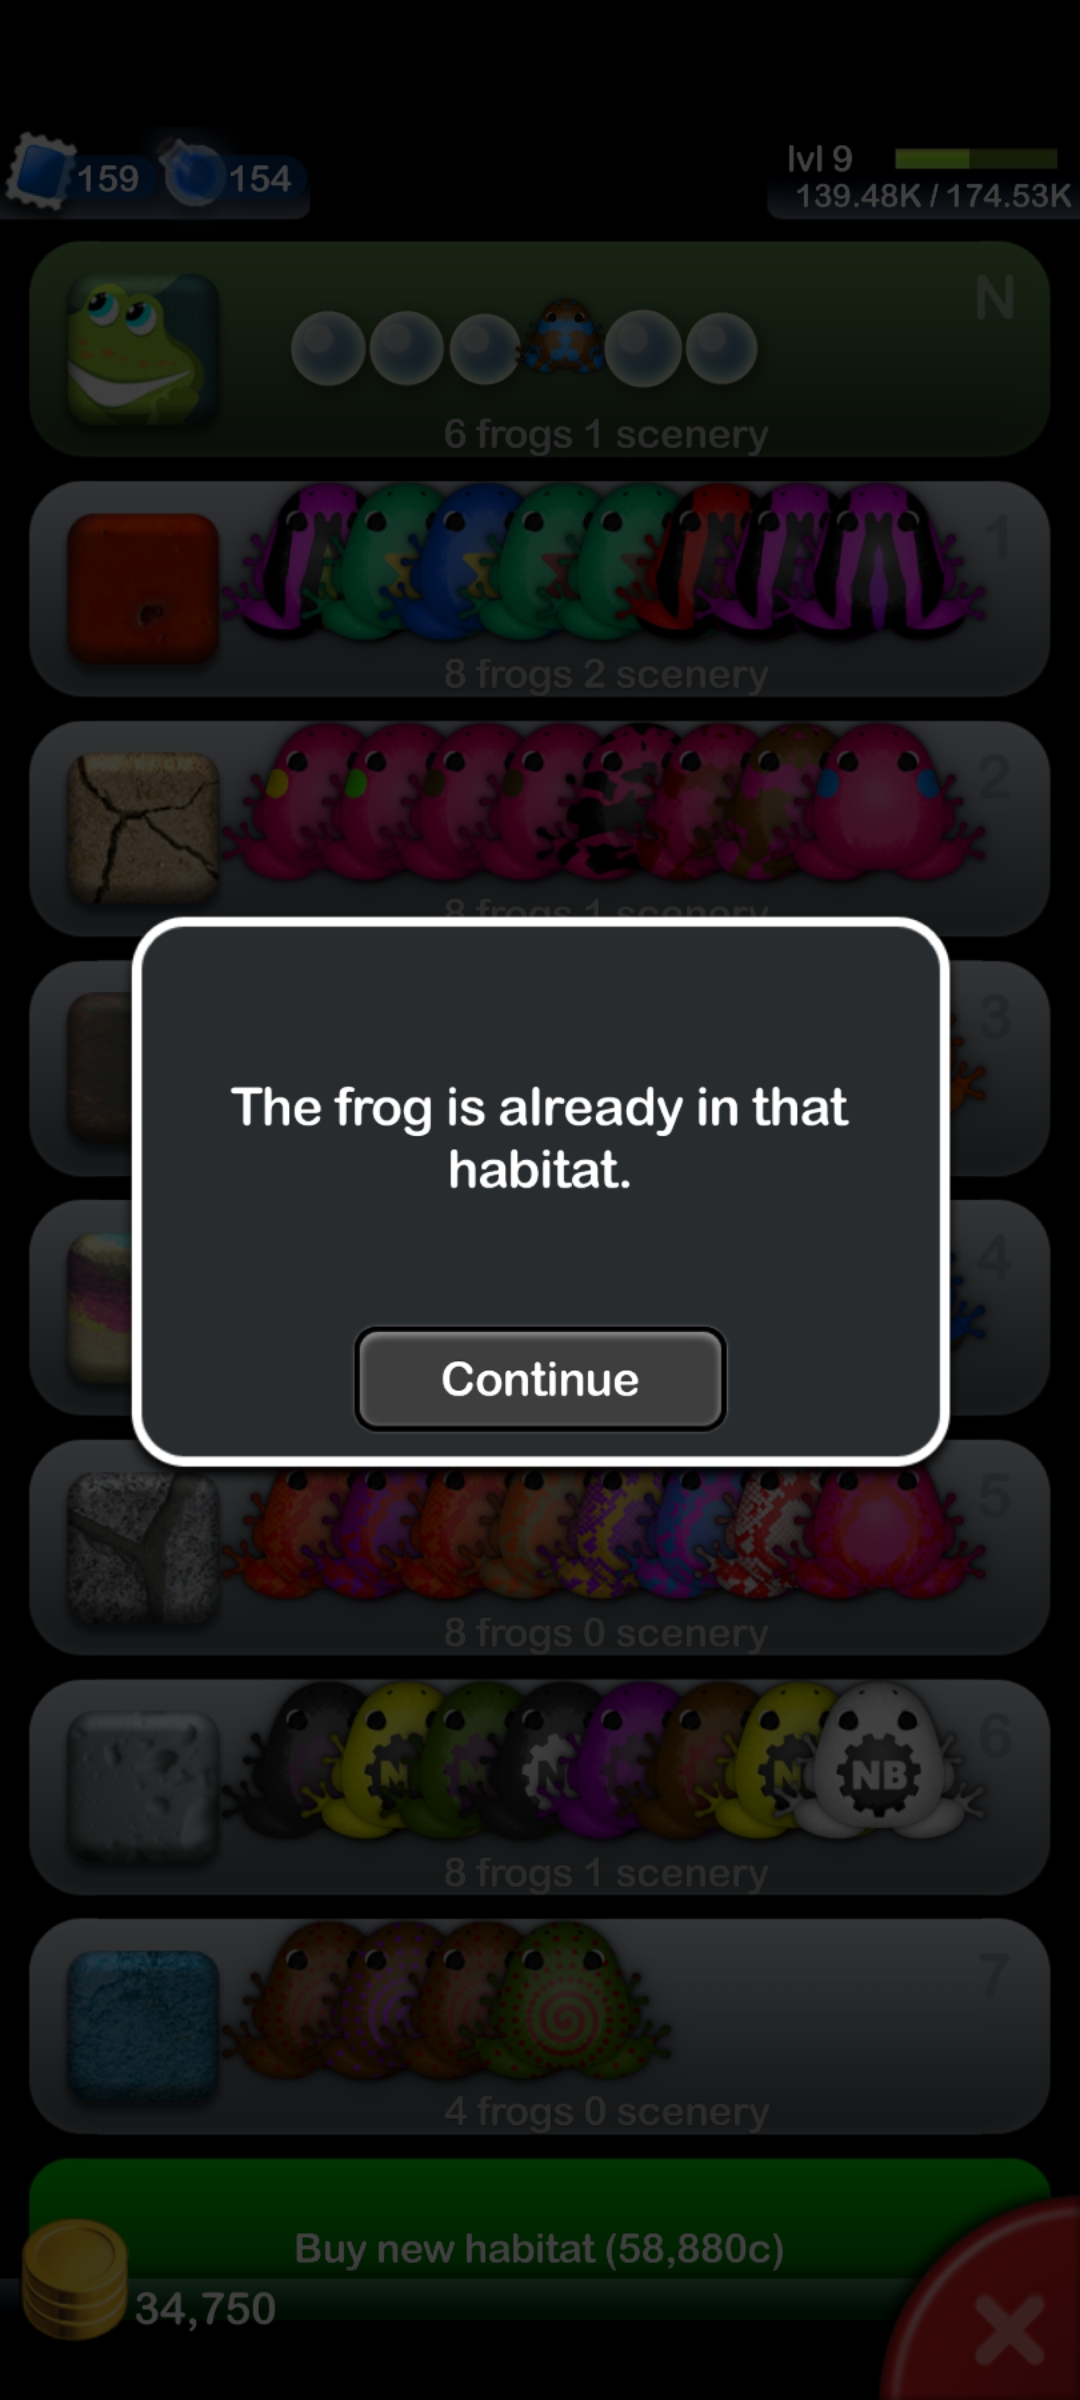 159
154
lvl 9
139.48K / 174.53K
N
6 frogs 1 scenery
1
8 frogs 2 scenery
2
8 frogs 1 scenery
3
The frog is already in that
habitat.
4
Continue
5
8 frogs 0 scenery
6
N
N
N
N
NB
8 frogs 1 scenery
7
4 frogs 0 scenery
Buy new habitat (58,880c)
34,750